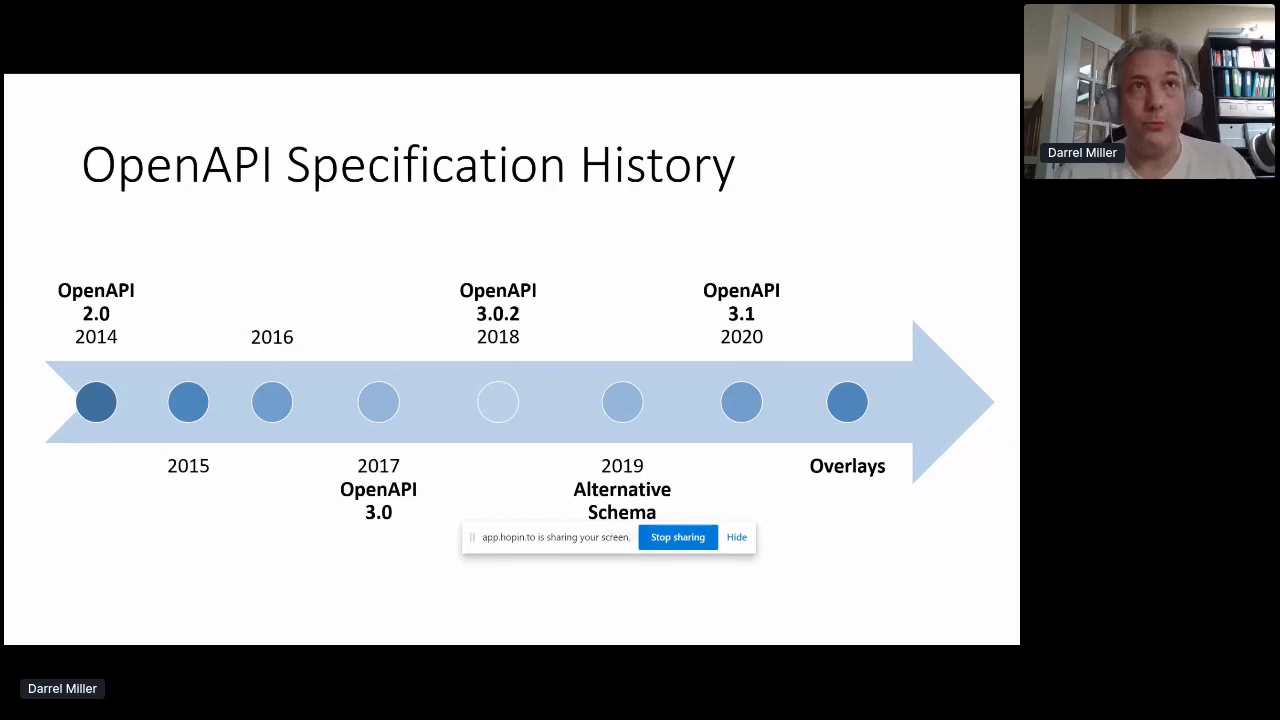 OpenAPI Specification History
OpenAPI
2.0
2014
2015
2016
2017
OpenAPI
3.0
OpenAPI
3.0.2
2018
2019
Alternative
Schema
OpenAPI
3.1
2020
Overlays
app.hopin.to is sharing your screen.
Stop sharing
Hide
Darrel Miller
Darrel Miller